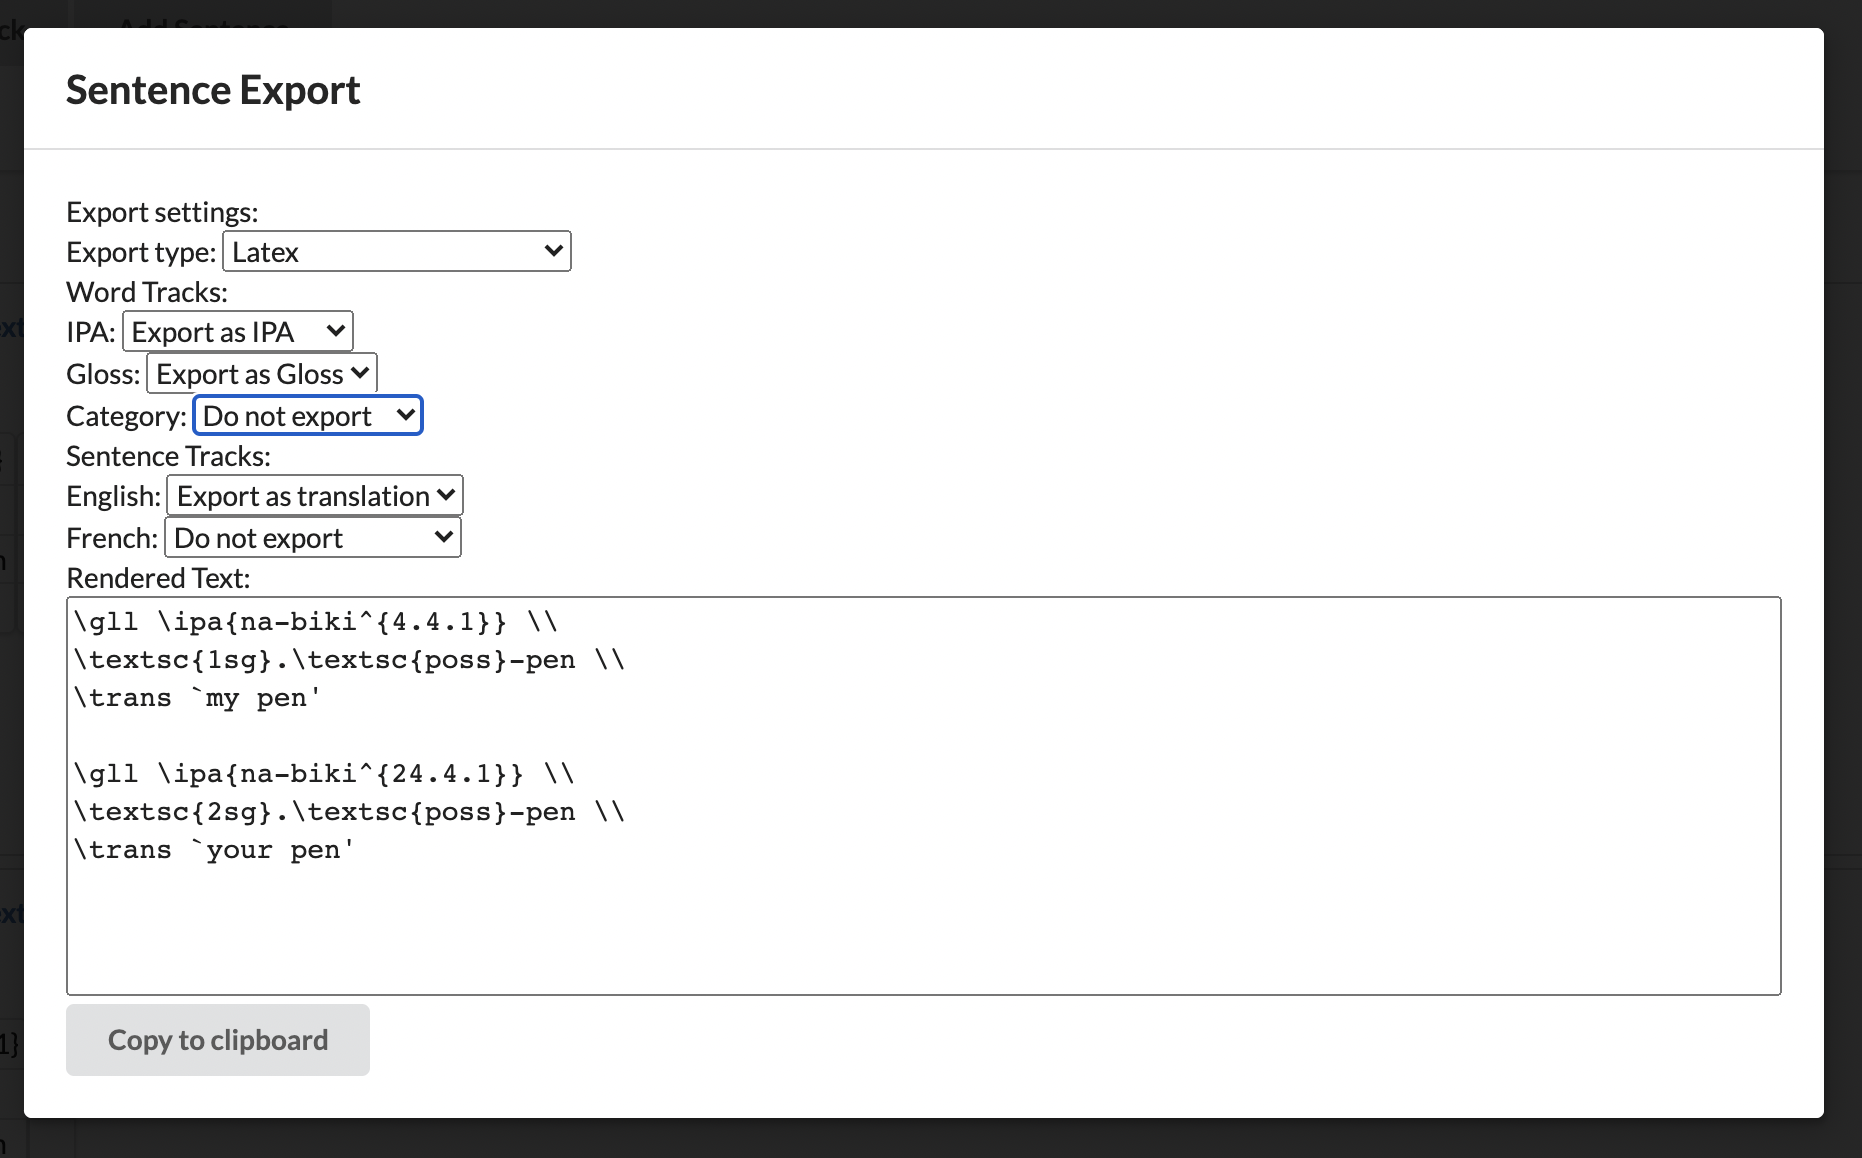 Add Sentence
Sentence Export
Export settings:
Export type: Latex
Word Tracks:
IPA: Export as IPA
Gloss: Export as Gloss
Category: Do not export
Sentence Tracks:
English: Export as translation
French: Do not export
Rendered Text:
\gll \ipa{na-biki^{4.4.1}} \\
\textsc{1sg}.\textsc{poss}-pen \\
\trans `my pen'
\gll \ipa{na-biki^{24.4.1}} \\
\textsc{2sg}.\textsc{poss}-pen \\
\trans `your pen'
Copy to clipboard